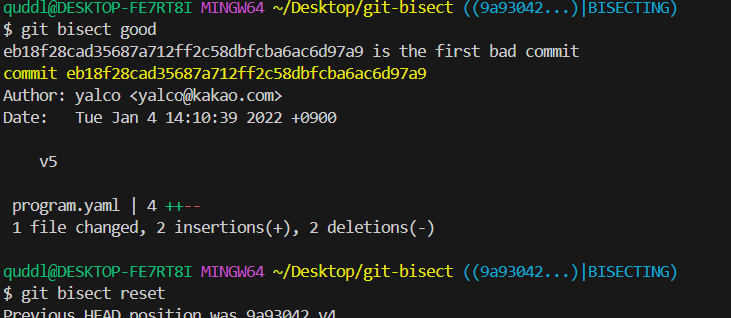 quddl@DESKTOP-FE7RT8I MINGW64 ~/Desktop/git-bisect ((9a93042...)|BISECTING)
$ git bisect good
eb18f28cad35687a712ff2c58dbfcba6ac6d97a9 is the first bad commit
commit eb18f28cad35687a712ff2c58dbfcba6ac6d97a9
Author: yalco <yalco@kakao.com>
Date:   Tue Jan 4 14:10:39 2022 +0900
    v5
 program.yaml | 4 ++--
 1 file changed, 2 insertions(+), 2 deletions(-)
quddl@DESKTOP-FE7RT8I MINGW64 ~/Desktop/git-bisect ((9a93042...)|BISECTING)
$ git bisect reset
Previous HEAD position was 9a93042 v4